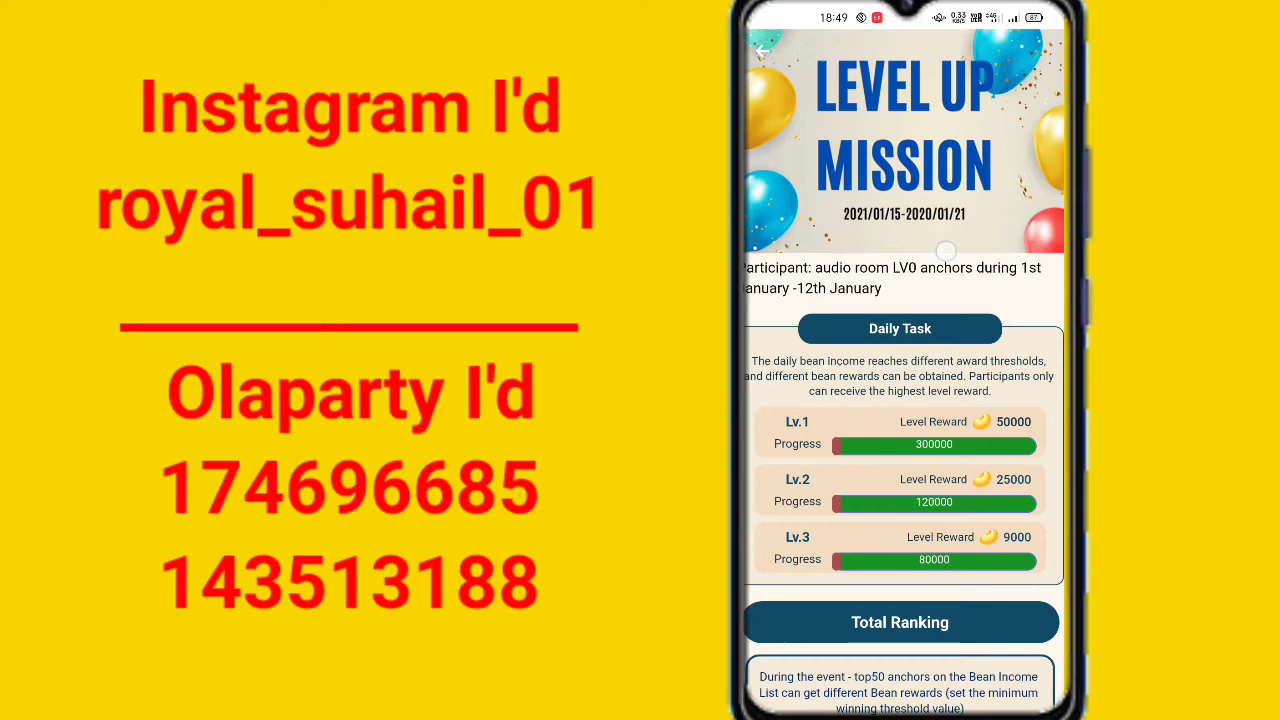 Instagram I'd
royal_suhail_01
Olaparty I'd
174696685
143513188
18:49
87
LEVEL UP
MISSION
2021/01/15-2020/01/21
Participant: audio room LV0 anchors during 1st
January -12th January
Daily Task
The daily bean income reaches different award thresholds,
and different bean rewards can be obtained. Participants only
can receive the highest level reward.
Lv.1 Level Reward 50000
Progress 300000
Lv.2 Level Reward 25000
Progress 120000
Lv.3 Level Reward 9000
Progress 80000
Total Ranking
During the event - top50 anchors on the Bean Income
List can get different Bean rewards (set the minimum
winning threshold value)